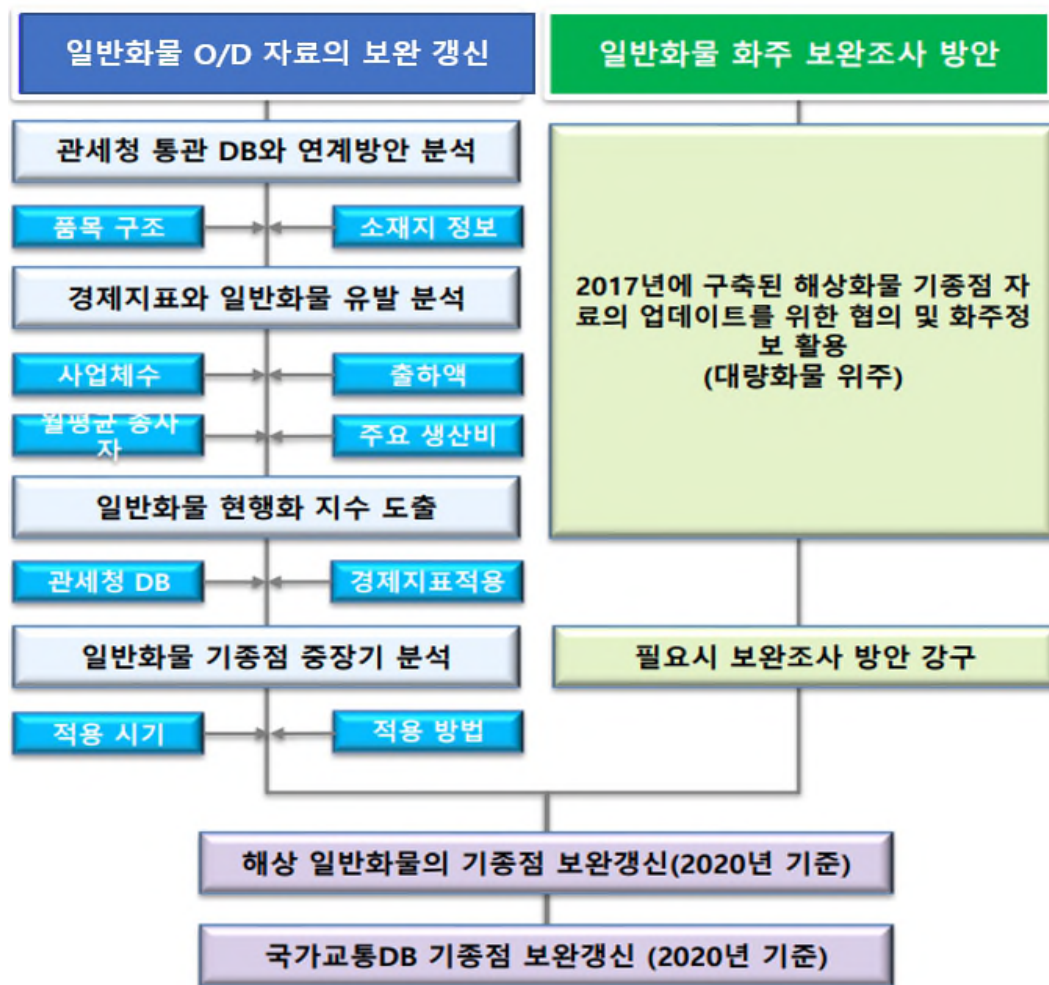 일반화물 O/D 자료의 보완 갱신
일반화물 화주 보완조사 방안
관세청 통관 DB와 연계방안 분석
품목 구조
소재지 정보
경제지표와 일반화물 유발 분석
사업체수
출하액
월평균 종사
자
주요 생산비
일반화물 현행화 지수 도출
관세청 DB
경제지표적용
일반화물 기종점 중장기 분석
적용 시기
적용 방법
2017년에 구축된 해상화물 기종점 자
료의 업데이트를 위한 협의 및 화주정
보 활용
(대량화물 위주)
필요시 보완조사 방안 강구
해상 일반화물의 기종점 보완갱신(2020년 기준)
국가교통DB 기종점 보완갱신 (2020년 기준)